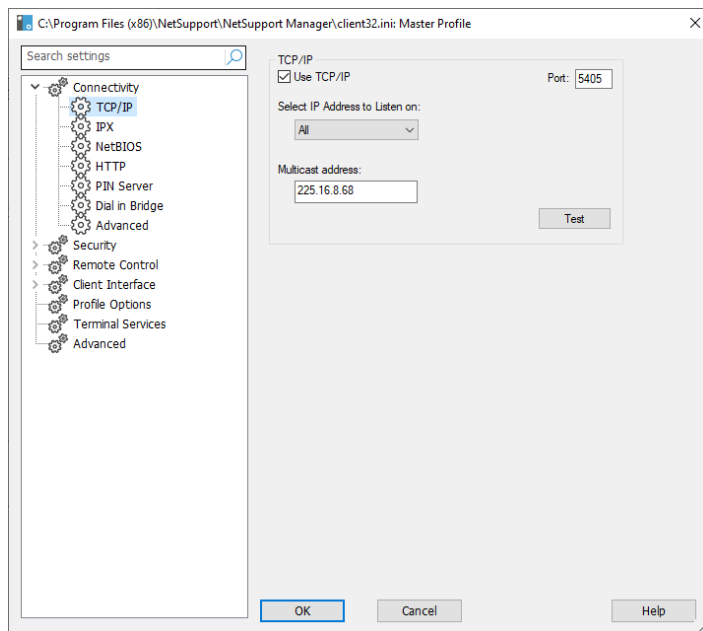 C:\Program Files (x86)\NetSupport\NetSupport Manager\client32.ini: Master Profile
Search settings
Connectivity
TCP/IP
IPX
NetBIOS
HTTP
PIN Server
Dial in Bridge
Advanced
Security
Remote Control
Client Interface
Profile Options
Terminal Services
Advanced
TCP/IP
Use TCP/IP Port: 5405
Select IP Address to Listen on:
All
Multicast address:
225.16.8.68
Test
OK Cancel Help